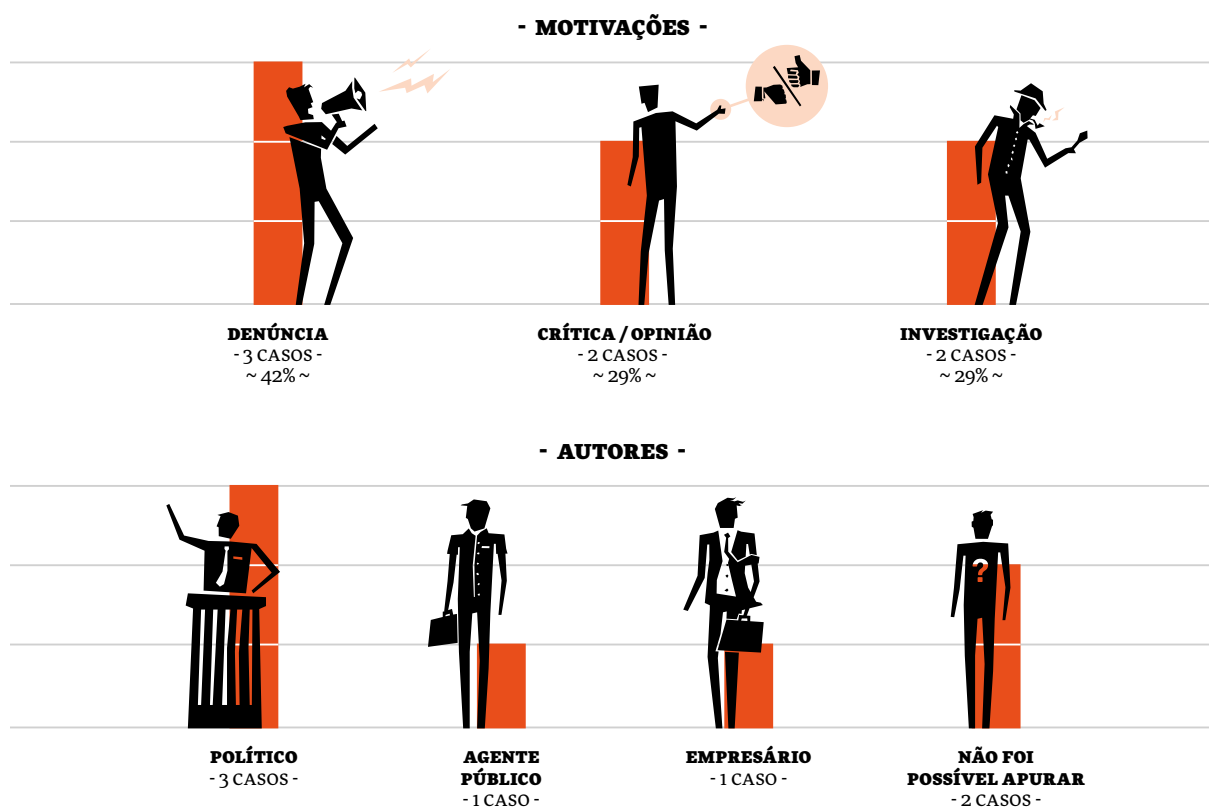 - MOTIVAÇÕES -
DENÚNCIA
- 3 CASOS -
~ 42% ~
CRÍTICA / OPINIÃO
- 2 CASOS -
~ 29% ~
INVESTIGAÇÃO
- 2 CASOS -
~ 29% ~
- AUTORES -
?
POLÍTICO
- 3 CASOS -
AGENTE
PÚBLICO
- 1 CASO -
EMPRESÁRIO
- 1 CASO -
NÃO FOI
POSSÍVEL APURAR
- 2 CASOS -